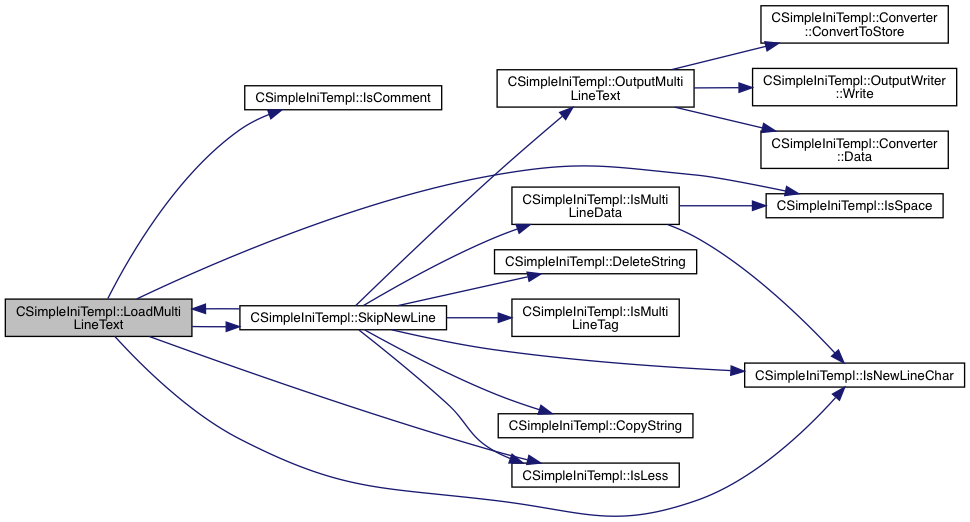 CSimpleIniTempl::Converter
::ConvertToStore
CSimpleIniTempl::OutputMulti
LineText
CSimpleIniTempl::OutputWriter
::Write
CSimpleIniTempl::IsComment
CSimpleIniTempl::Converter
::Data
CSimpleIniTempl::IsMulti
LineData
CSimpleIniTempl::IsSpace
CSimpleIniTempl::DeleteString
CSimpleIniTempl::LoadMulti
LineText
CSimpleIniTempl::SkipNewLine
CSimpleIniTempl::IsMulti
LineTag
CSimpleIniTempl::IsNewLineChar
CSimpleIniTempl::CopyString
CSimpleIniTempl::IsLess